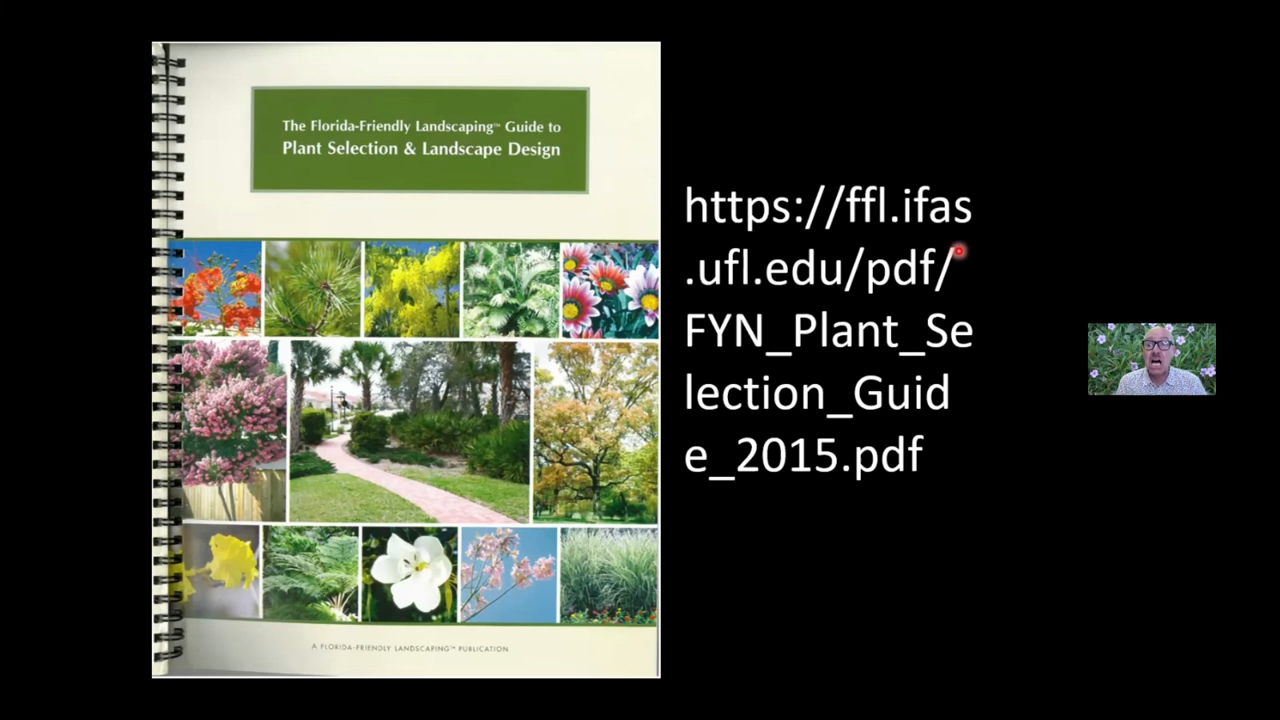 The Florida-Friendly Landscaping™ Guide to
Plant Selection & Landscape Design
https://ffl.ifas
.ufl.edu/pdf/
FYN_Plant_Se
lection_Guid
e_2015.pdf
A FLORIDA-FRIENDLY LANDSCAPING™ PUBLICATION